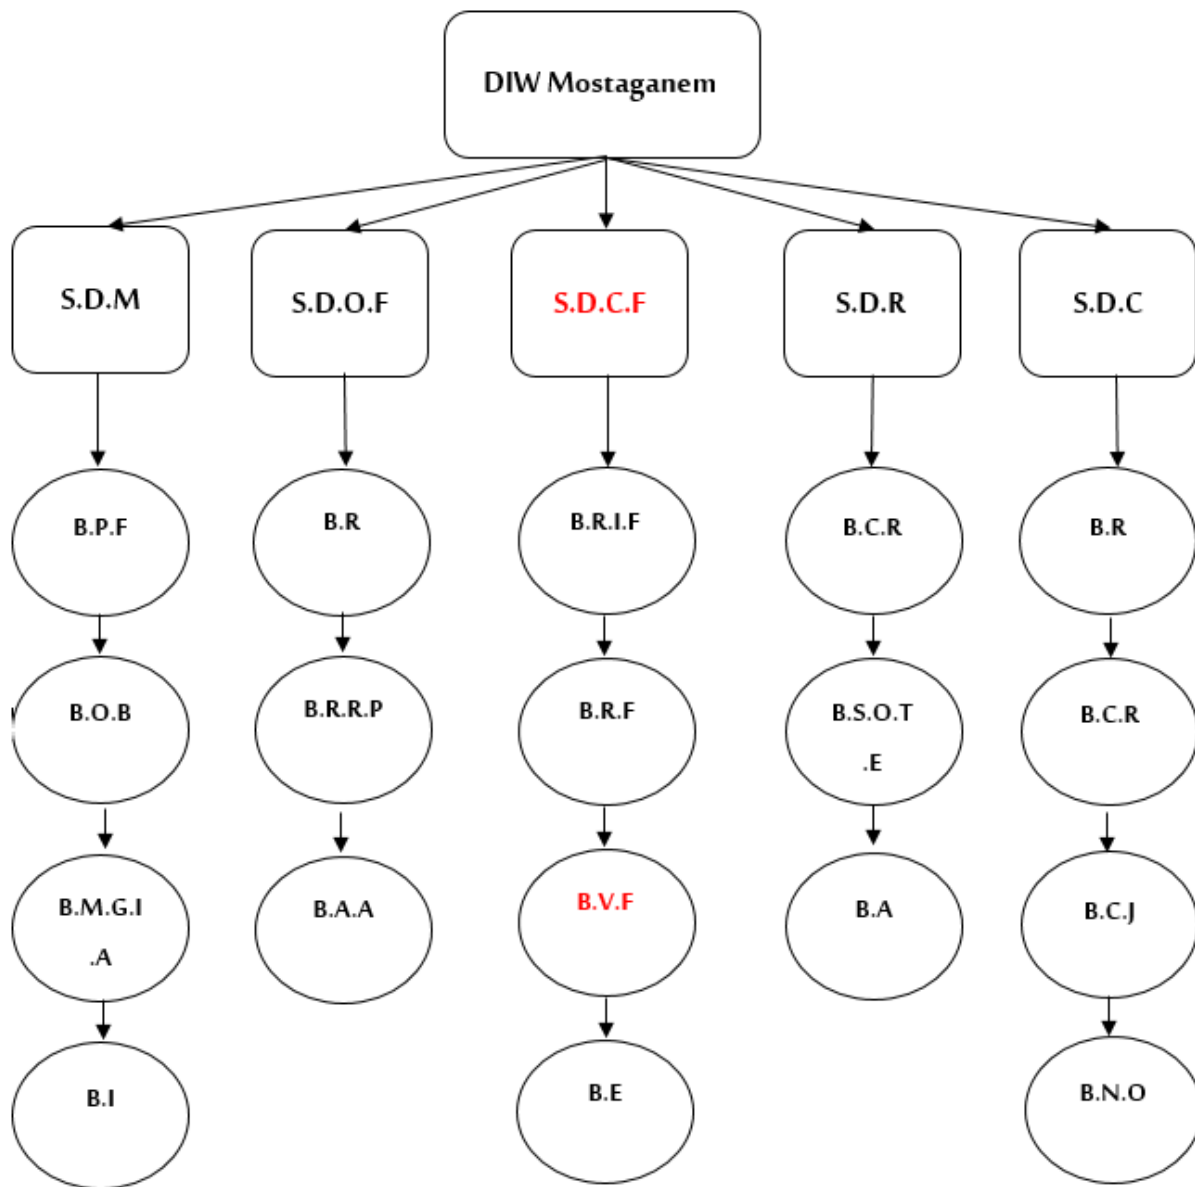 DIW Mostaganem
S.D.M
S.D.O.F
S.D.C.F
S.D.R
S.D.C
B.P.F
B.R
B.R.I.F
B.C.R
B.R
B.O.B
B.R.R.P
B.R.F
B.S.O.T
.E
B.C.R
B.M.G.I
.A
B.A.A
B.V.F
B.A
B.C.J
B.I
B.E
B.N.O